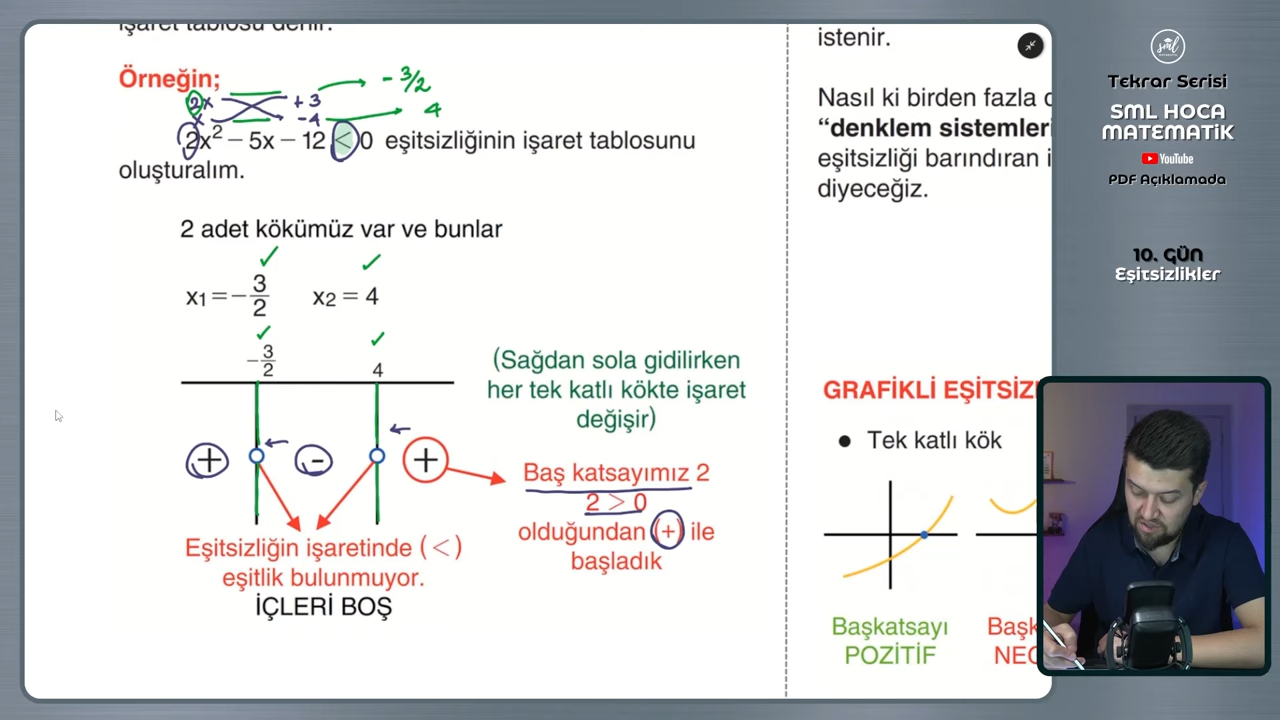 işaret tablosu denir.
Örneğin;
2x +3 - 3/2
x -4 4
2x² – 5x – 12 < 0 eşitsizliğinin işaret tablosunu
oluşturalım.
2 adet kökümüz var ve bunlar
x1 = – 3/2 x2 = 4
– 3/2 4
+ - +
(Sağdan sola gidilirken
her tek katlı kökte işaret
değişir)
Baş katsayımız 2
2 > 0
olduğundan (+) ile
başladık
Eşitsizliğin işaretinde (<)
eşitlik bulunmuyor.
İÇLERİ BOŞ
istenir.
Nasıl ki birden fazla
“denklem sistemleri
eşitsizliği barındıran
diyeceğiz.
GRAFİKLİ EŞİTSİZ
● Tek katlı kök
Başkatsayı
POZİTİF
Başk
NEG
sml
Tekrar Serisi
SML HOCA
MATEMATİK
YouTube
PDF Açıklamada
10. GÜN
Eşitsizlikler